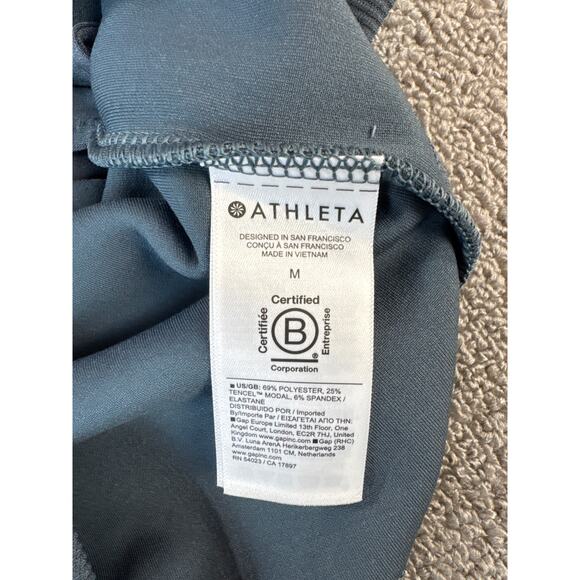 ATHLETA
DESIGNED IN SAN FRANCISCO
CONÇU À SAN FRANCISCO
MADE IN VIETNAM
M
Certified
Certifiée
B
®
Entreprise
Corporation
■ US/GB: 69% POLYESTER, 25%
TENCEL™ MODAL, 6% SPANDEX /
ELASTANE
DISTRIBUIDO POR / Imported
By/Importe Par / ΕΙΣΑΓΕΤΑΙ ΑΠΟ ΤΗΝ:
■ Gap Europe Limited 13th Floor, One
Angel Court, London, EC2R 7HJ, United
Kingdom www.gapinc.com ■ Gap (RHC)
B.V. Luna ArenA Herikerbergweg 238
Amsterdam 1101 CM, Netherlands
www.gapinc.com
RN 54023 / CA 17897